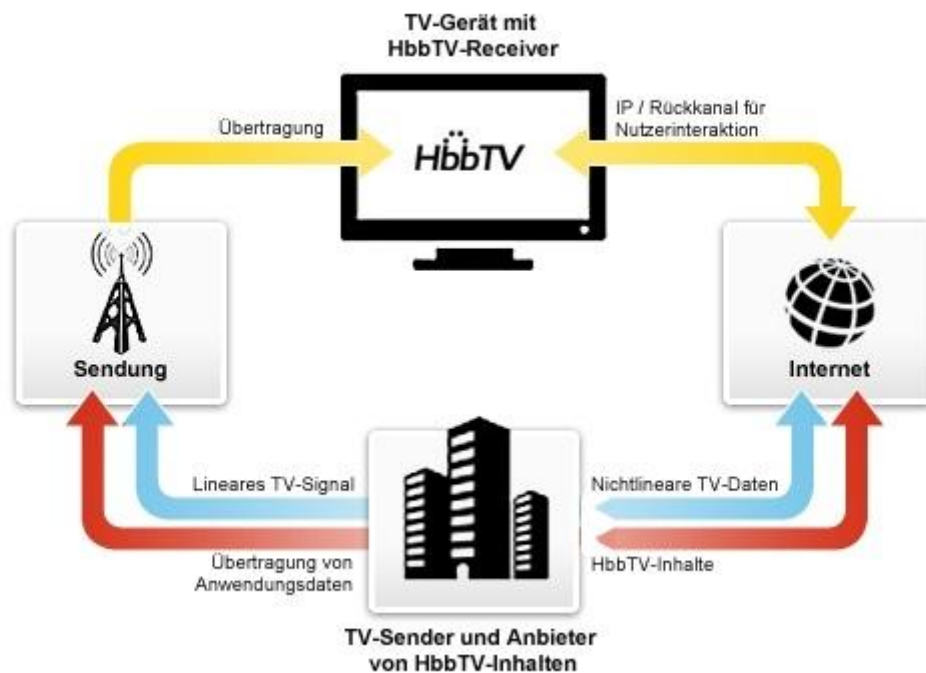 TV-Gerät mit
HbbTV-Receiver
Übertragung
IP / Rückkanal für
Nutzerinteraktion
HbbTV
Sendung
Internet
Lineares TV-Signal
Nichtlineare TV-Daten
Übertragung von
Anwendungsdaten
HbbTV-Inhalte
TV-Sender und Anbieter
von HbbTV-Inhalten